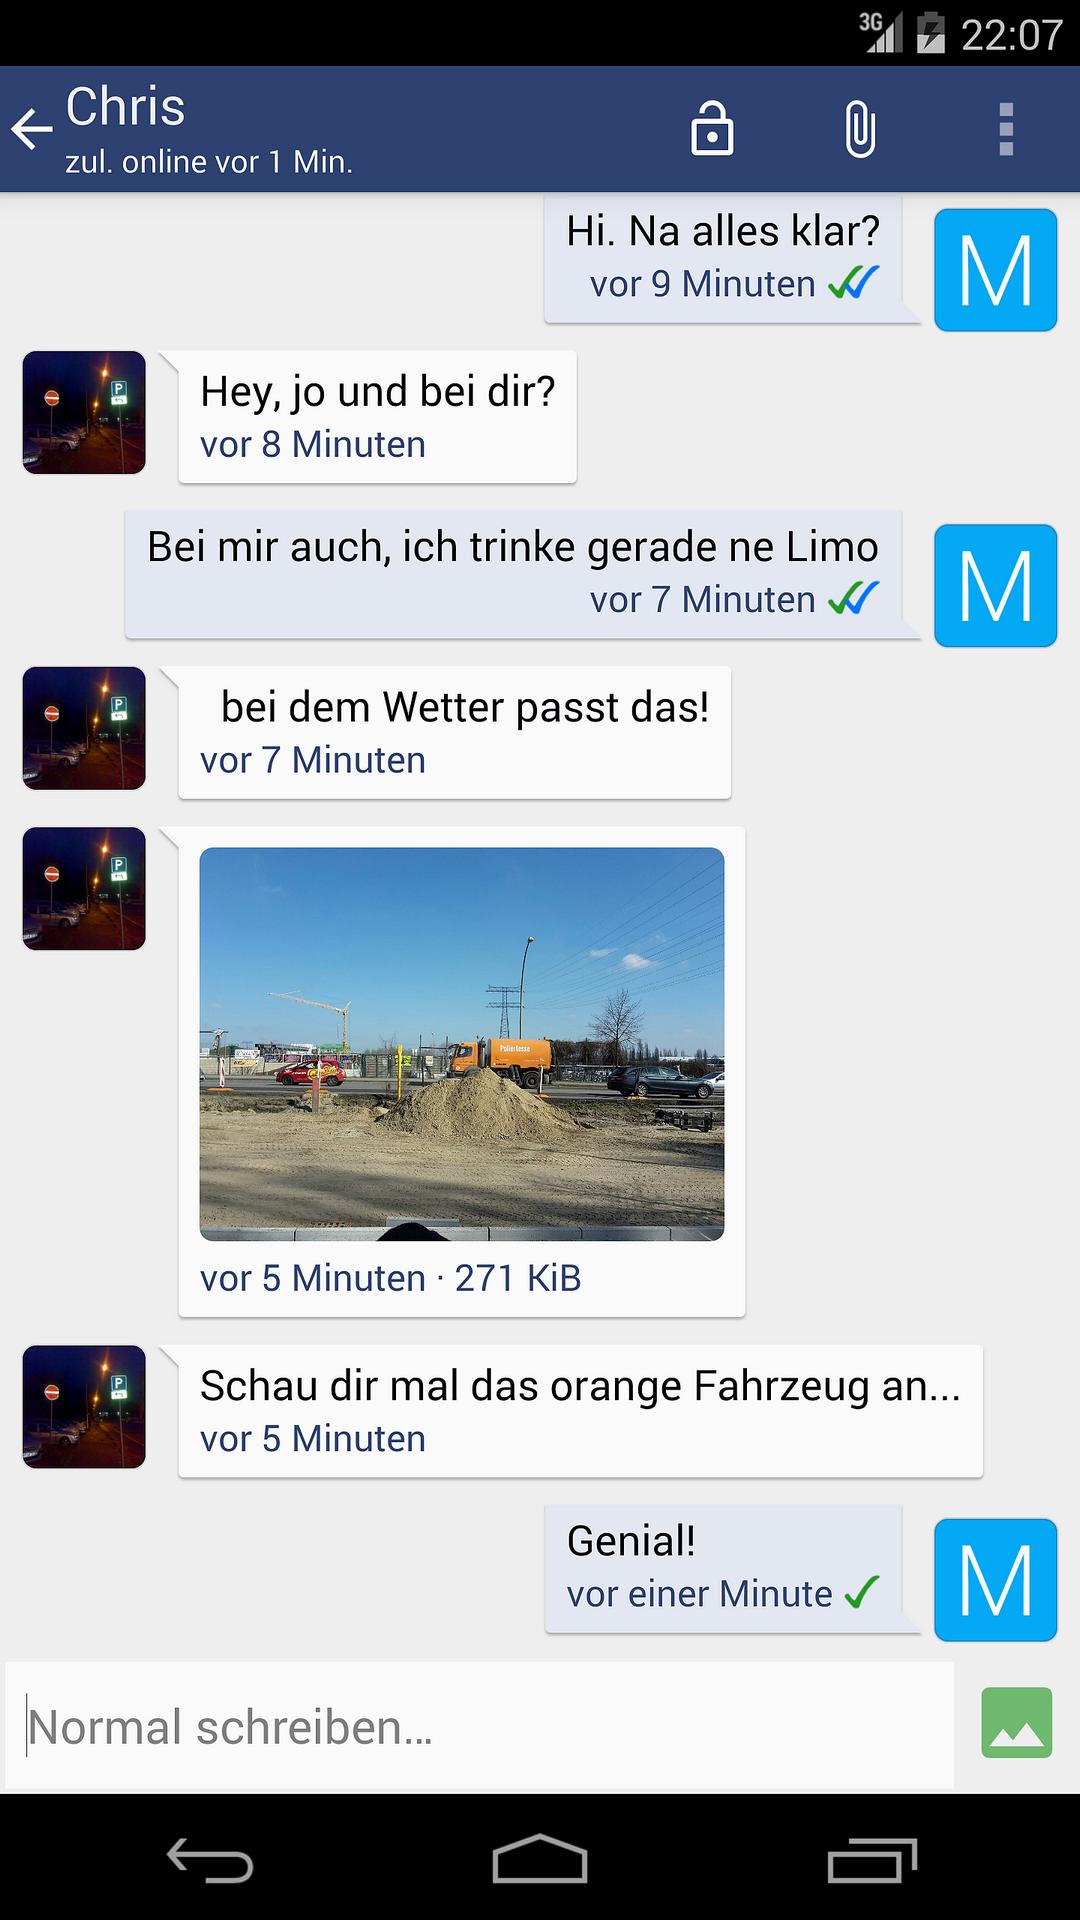 3G 22:07
Chris
zul. online vor 1 Min.
Hi. Na alles klar?
vor 9 Minuten
M
Hey, jo und bei dir?
vor 8 Minuten
Bei mir auch, ich trinke gerade ne Limo
vor 7 Minuten
M
bei dem Wetter passt das!
vor 7 Minuten
Polierfasse
vor 5 Minuten · 271 KiB
Schau dir mal das orange Fahrzeug an...
vor 5 Minuten
Genial!
vor einer Minute
M
Normal schreiben…